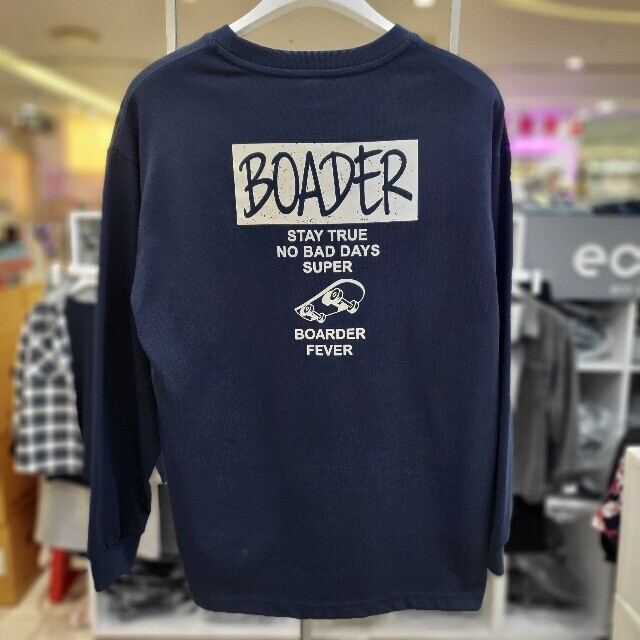 BOADER
STAY TRUE
NO BAD DAYS
SUPER
BOARDER
FEVER